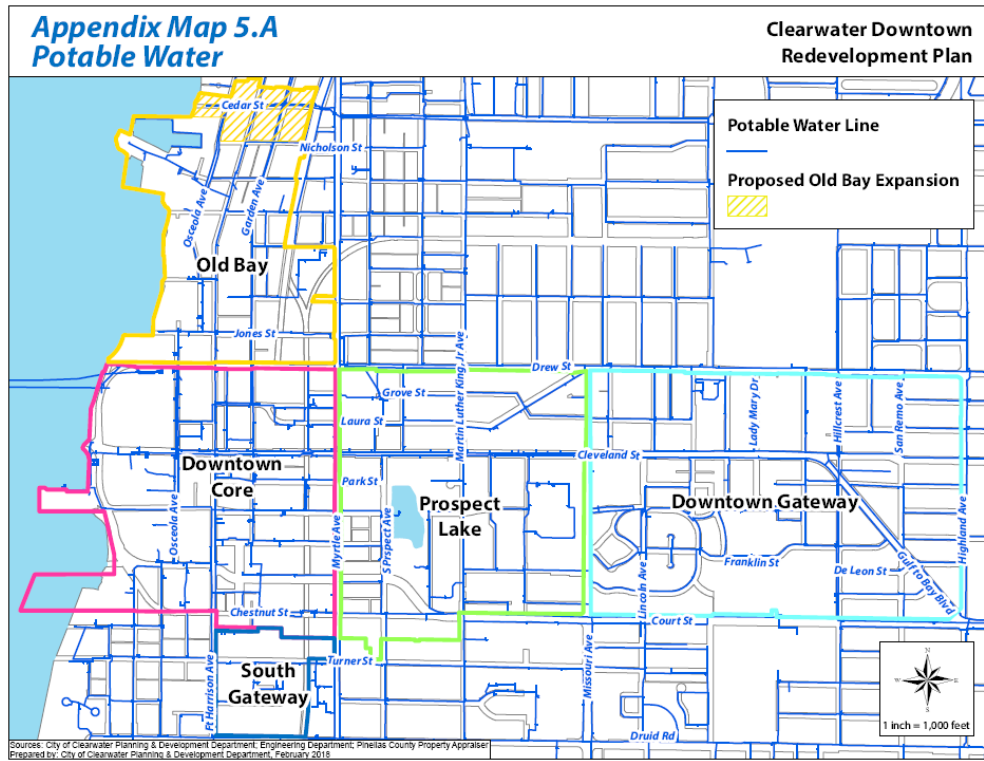 Appendix Map 5.A
Potable Water
Clearwater Downtown
Redevelopment Plan
Potable Water Line
Proposed Old Bay Expansion
Cedar St
Nicholson St
Osceola Ave
Garden Ave
Old Bay
Jones St
Martin Luther King, Jr Ave
Drew St
Grove St
Laura St
Lady Mary Dr
Hillcrest Ave
San Remo Ave
Cleveland St
Downtown
Core
Park St
Prospect
Lake
Downtown Gateway
Osceola Ave
Myrtle Ave
S Prspect Ave
Highland Ave
Franklin St
De Leon St
Gulf to Bay Blvd
Lincoln Ave
Chestnut St
Court St
Turner St
South
Gateway
Ft Harrison Ave
Missouri Ave
Druid Rd
N
W
E
S
1 inch = 1,000 feet
Sources: City of Clearwater Planning & Development Department; Engineering Department; Pinellas County Property Appraiser
Prepared by: City of Clearwater Planning & Development Department, February 2018